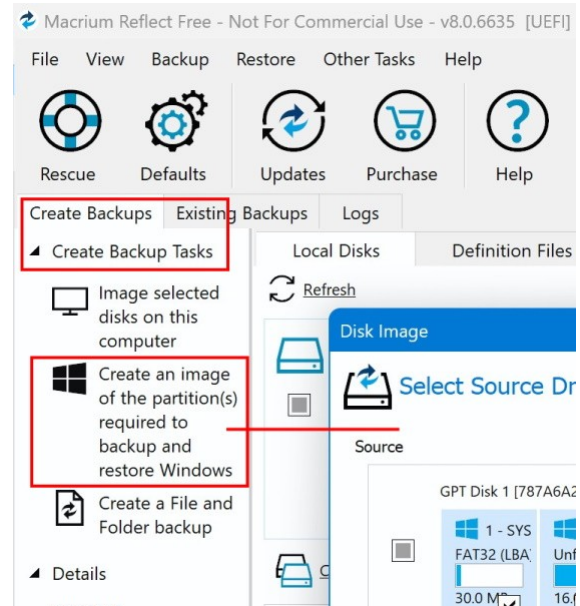 Macrium Reflect Free - Not For Commercial Use - v8.0.6635 [UEFI]
File View Backup Restore Other Tasks Help
Rescue Defaults Updates Purchase Help
Create Backups Existing Backups Logs
Create Backup Tasks
Image selected
disks on this
computer
Create an image
of the partition(s)
required to
backup and
restore Windows
Create a File and
Folder backup
Details
Local Disks Definition Files
Refresh
Disk Image
Select Source Dr
Source
GPT Disk 1 [787A6A2
1 - SYS
FAT32 (LBA)
Unf
30.0 M
16.